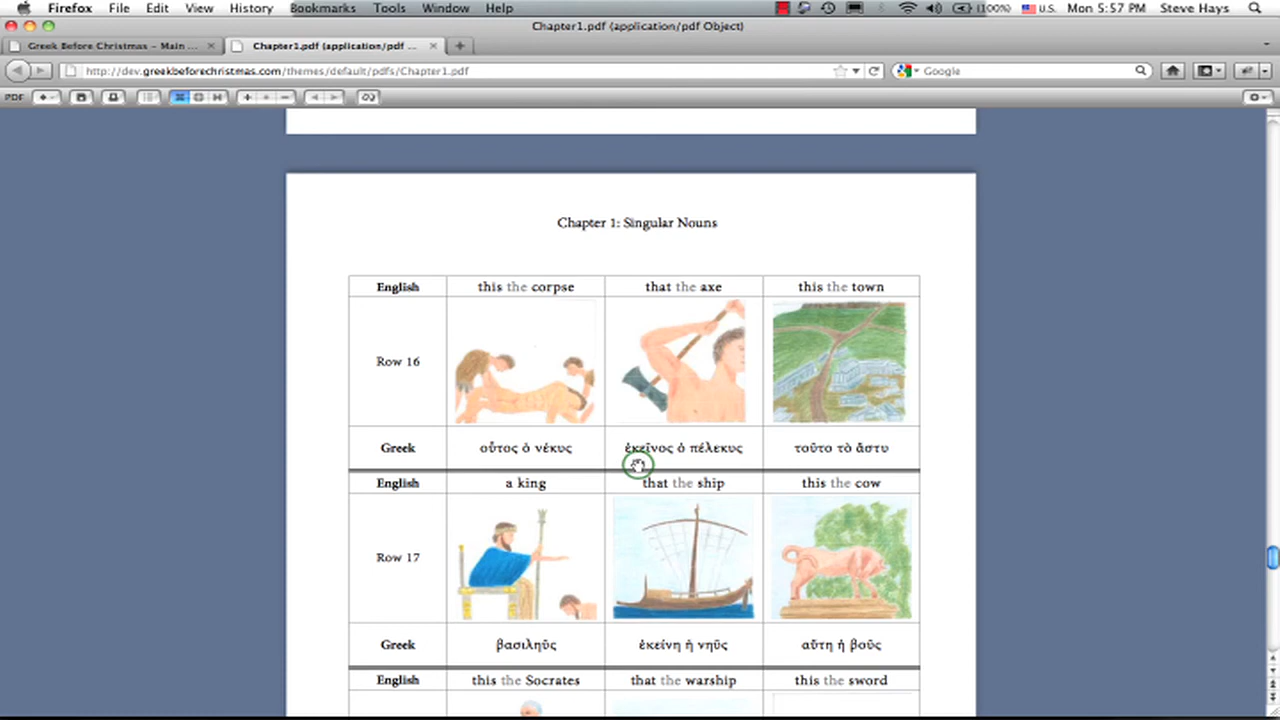 Firefox File Edit View History Bookmarks Tools Window Help (100%) U.S. Mon 5:57 PM Steve Hays
Chapter1.pdf (application/pdf Object)
Greek Before Christmas – Main ... Chapter1.pdf (application/pdf ...
http://dev.greekbeforechristmas.com/themes/default/pdfs/Chapter1.pdf Google
PDF
Chapter 1: Singular Nouns
English this the corpse that the axe this the town
Row 16
Greek οὗτος ὁ νέκυς ἐκεῖνος ὁ πέλεκυς τοῦτο τὸ ἄστυ
English a king that the ship this the cow
Row 17
Greek βασιληῦς ἐκείνη ἡ νηῦς αὕτη ἡ βοῦς
English this the Socrates that the warship this the sword